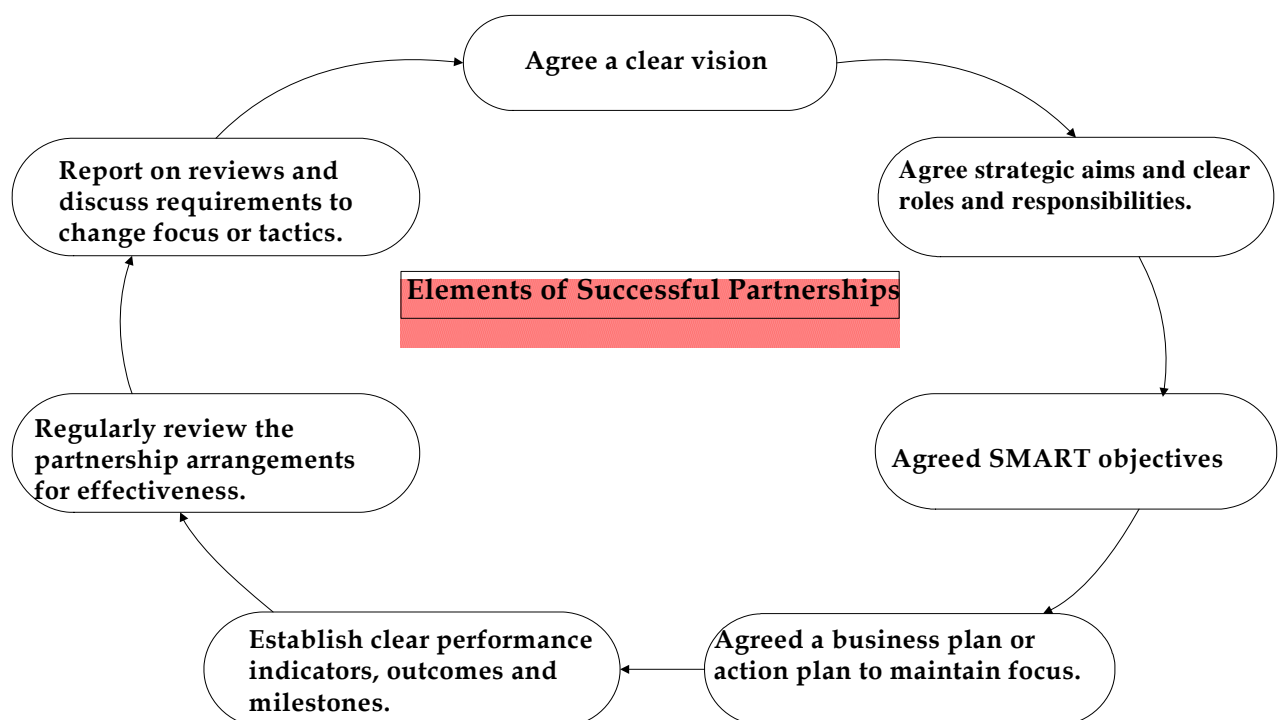 Agree a clear vision
Agree strategic aims and clear
roles and responsibilities.
Agreed SMART objectives
Agreed a business plan or
action plan to maintain focus.
Establish clear performance
indicators, outcomes and
milestones.
Regularly review the
partnership arrangements
for effectiveness.
Report on reviews and
discuss requirements to
change focus or tactics.
Elements of Successful Partnerships